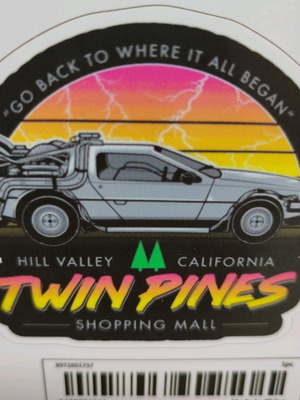 "GO BACK TO WHERE IT ALL BEGAN"
HILL VALLEY CALIFORNIA
TWIN PINES
SHOPPING MALL